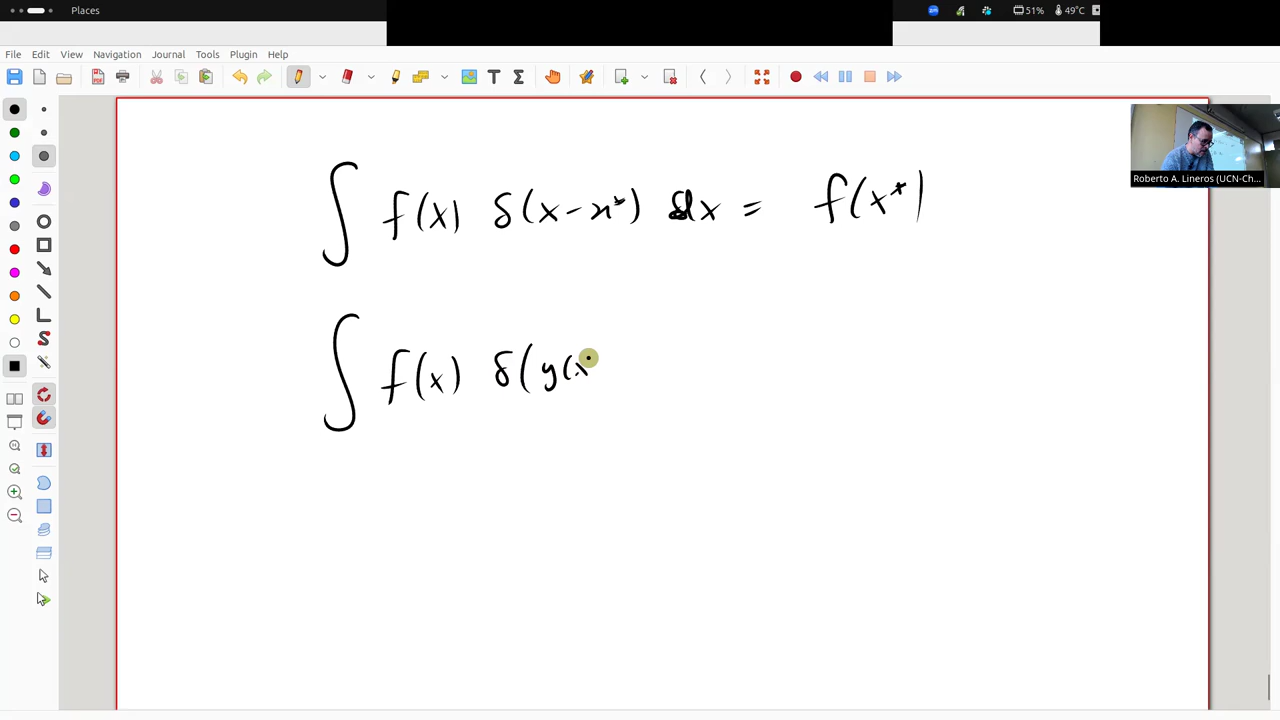 Places
51% 49°C
File Edit View Navigation Journal Tools Plugin Help
∫ f(x) δ(x-x*) dx = f(x*)
Roberto A. Lineros (UCN-Ch...
∫ f(x) δ(y(x